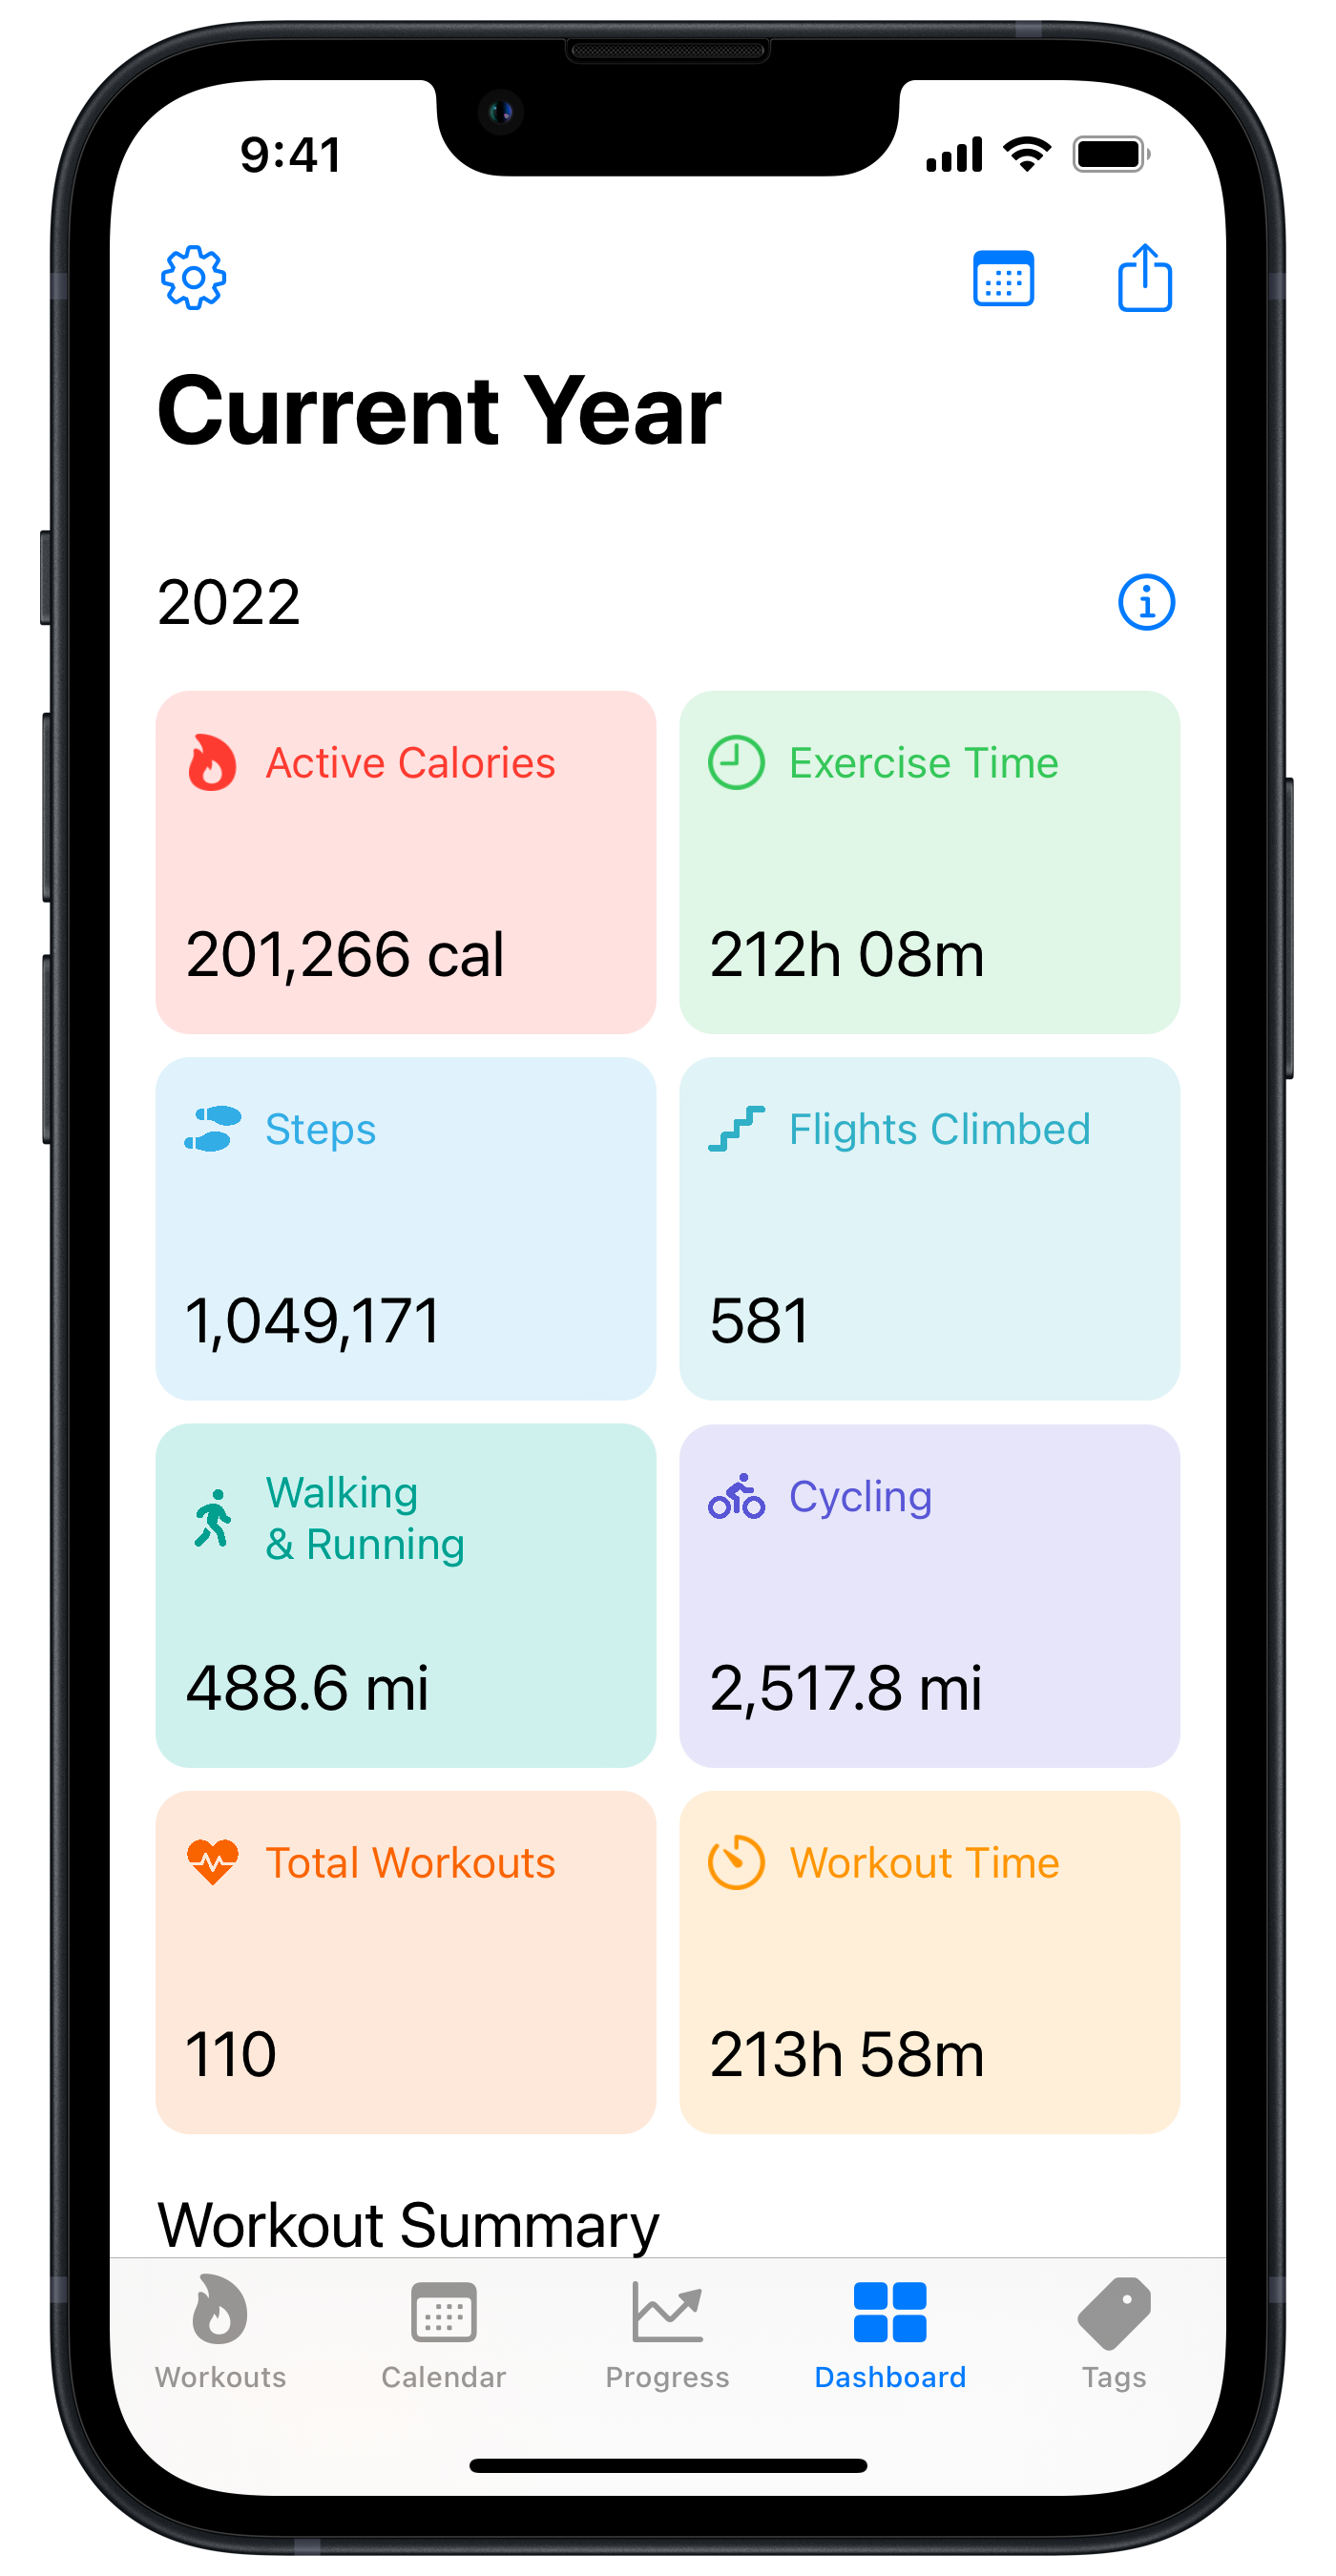 9:41
Current Year
2022
Active Calories
201,266 cal
Exercise Time
212h 08m
Steps
1,049,171
Flights Climbed
581
Walking
& Running
488.6 mi
Cycling
2,517.8 mi
Total Workouts
110
Workout Time
213h 58m
Workout Summary
Workouts
Calendar
Progress
Dashboard
Tags